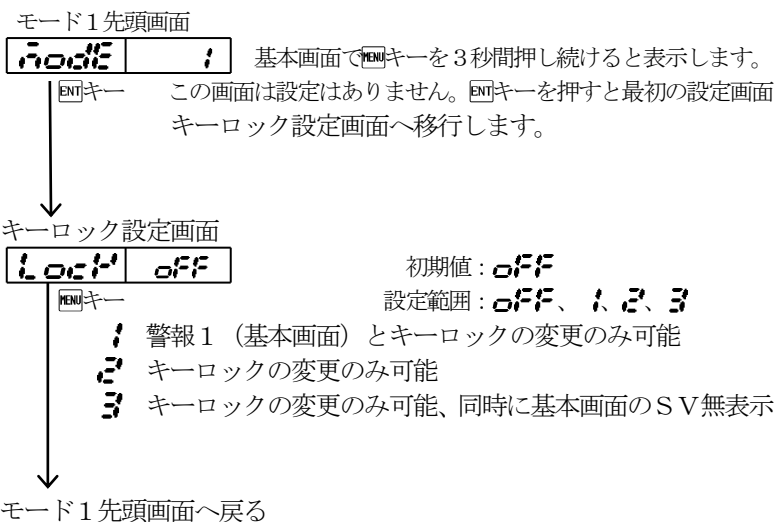 モード１先頭画面
modE 1 基本画面でMENUキーを３秒間押し続けると表示します。
ENTキー この画面は設定はありません。ENTキーを押すと最初の設定画面
キーロック設定画面へ移行します。
キーロック設定画面
LocK oFF 初期値：oFF
MENUキー 設定範囲：oFF、1、2、3
1 警報１（基本画面）とキーロックの変更のみ可能
2 キーロックの変更のみ可能
3 キーロックの変更のみ可能、同時に基本画面のＳＶ無表示
モード１先頭画面へ戻る